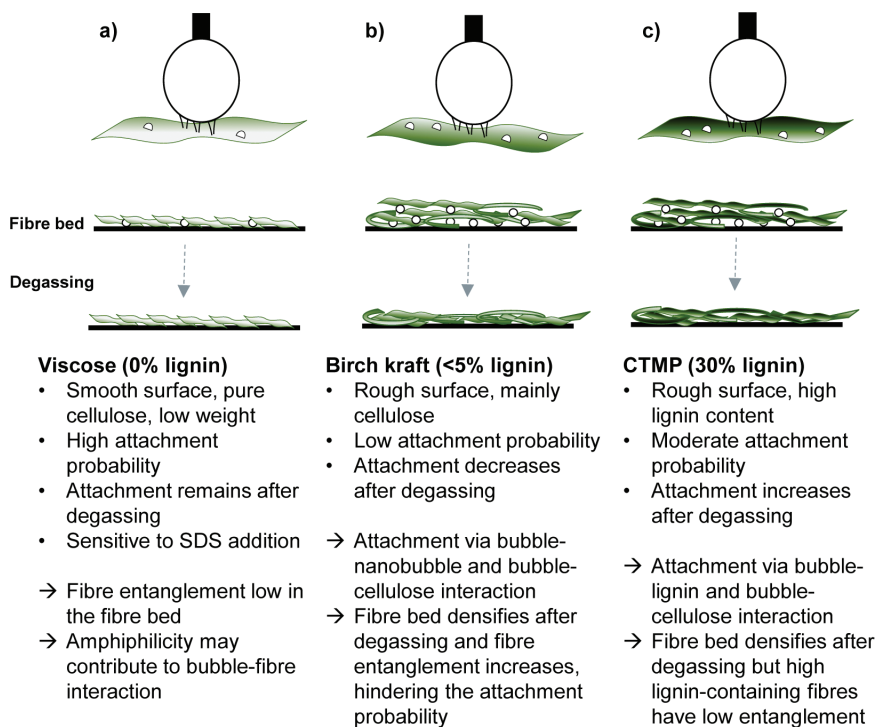 a)
b)
c)
Fibre bed
Degassing
Viscose (0% lignin)
• Smooth surface, pure
cellulose, low weight
• High attachment
probability
• Attachment remains after
degassing
• Sensitive to SDS addition
→ Fibre entanglement low in
the fibre bed
→ Amphiphilicity may
contribute to bubble-fibre
interaction
Birch kraft (<5% lignin)
• Rough surface, mainly
cellulose
• Low attachment probability
• Attachment decreases
after degassing
→ Attachment via bubble-
nanobubble and bubble-
cellulose interaction
→ Fibre bed densifies after
degassing and fibre
entanglement increases,
hindering the attachment
probability
CTMP (30% lignin)
• Rough surface, high
lignin content
• Moderate attachment
probability
• Attachment increases
after degassing
→ Attachment via bubble-
lignin and bubble-
cellulose interaction
→ Fibre bed densifies after
degassing but high
lignin-containing fibres
have low entanglement